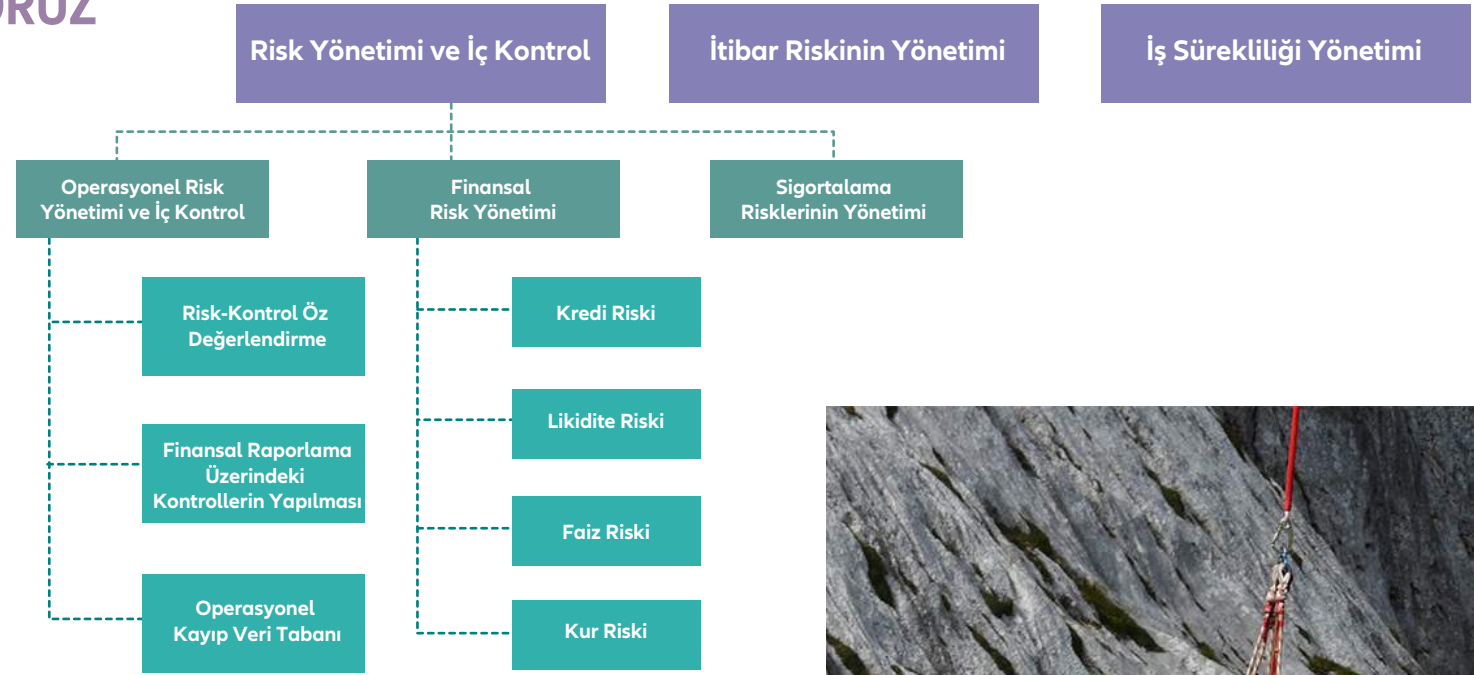 Risk Yönetimi ve İç Kontrol
İtibar Riskinin Yönetimi
İş Sürekliliği Yönetimi
Operasyonel Risk
Yönetimi ve İç Kontrol
Finansal
Risk Yönetimi
Sigortalama
Risklerinin Yönetimi
Risk-Kontrol Öz
Değerlendirme
Finansal Raporlama
Üzerindeki
Kontrollerin Yapılması
Operasyonel
Kayıp Veri Tabanı
Kredi Riski
Likidite Riski
Faiz Riski
Kur Riski